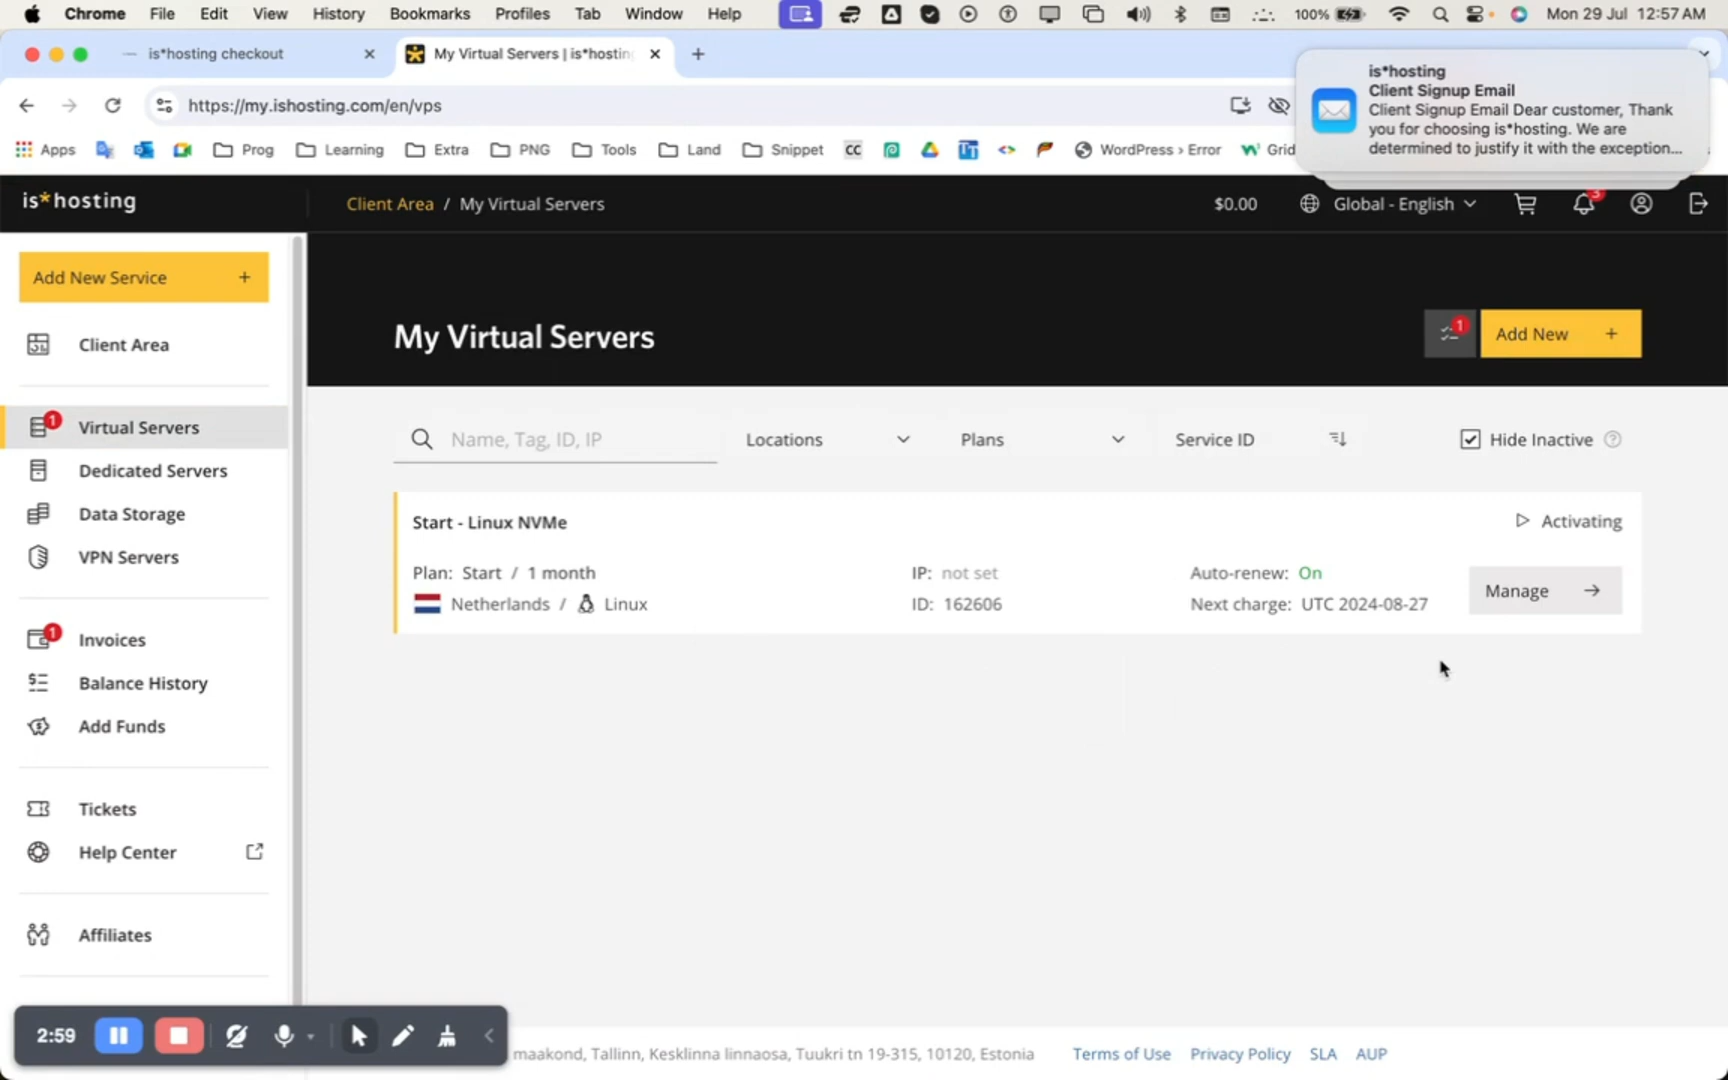 Chrome File Edit View History Bookmarks Profiles Tab Window Help 100% Mon 29 Jul 12:57 AM
is*hosting checkout
My Virtual Servers | is*hostin
https://my.ishosting.com/en/vps
is*hosting
Client Signup Email
Client Signup Email Dear customer, Thank
you for choosing is*hosting. We are
determined to justify it with the exception...
Apps Prog Learning Extra PNG Tools Land Snippet CC TT WordPress > Error Grid
is*hosting
Client Area / My Virtual Servers
$0.00
Global - English
3
Add New Service +
Client Area
1
Virtual Servers
Dedicated Servers
Data Storage
VPN Servers
1
Invoices
Balance History
Add Funds
Tickets
Help Center
Affiliates
My Virtual Servers
1
Add New +
Name, Tag, ID, IP
Locations
Plans
Service ID
Hide Inactive ?
Start - Linux NVMe
Activating
Plan: Start / 1 month
IP: not set
Auto-renew: On
Netherlands / Linux
ID: 162606
Next charge: UTC 2024-08-27
Manage
2:59
maakond, Tallinn, Kesklinna linnaosa, Tuukri tn 19-315, 10120, Estonia
Terms of Use Privacy Policy SLA AUP